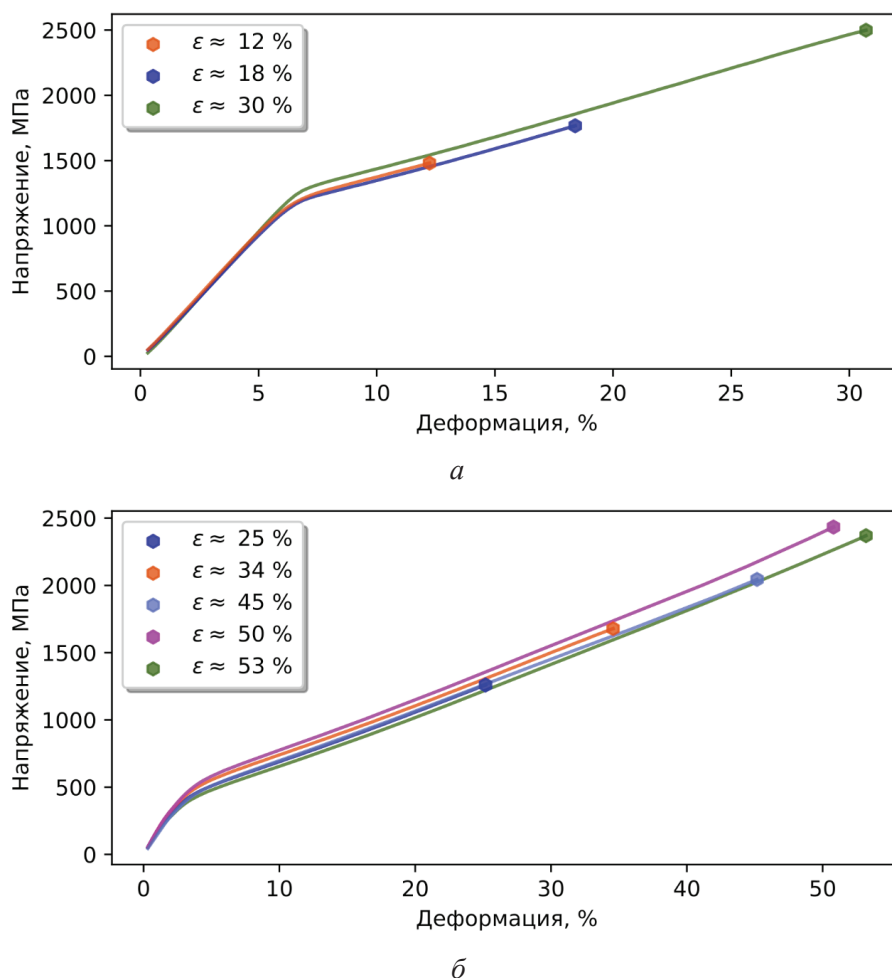 2500
2000
1500
1000
500
0
Напряжение, МПа
ε ≈ 12 %
ε ≈ 18 %
ε ≈ 30 %
0 5 10 15 20 25 30
Деформация, %
а
2500
2000
1500
1000
500
0
Напряжение, МПа
ε ≈ 25 %
ε ≈ 34 %
ε ≈ 45 %
ε ≈ 50 %
ε ≈ 53 %
0 10 20 30 40 50
Деформация, %
б